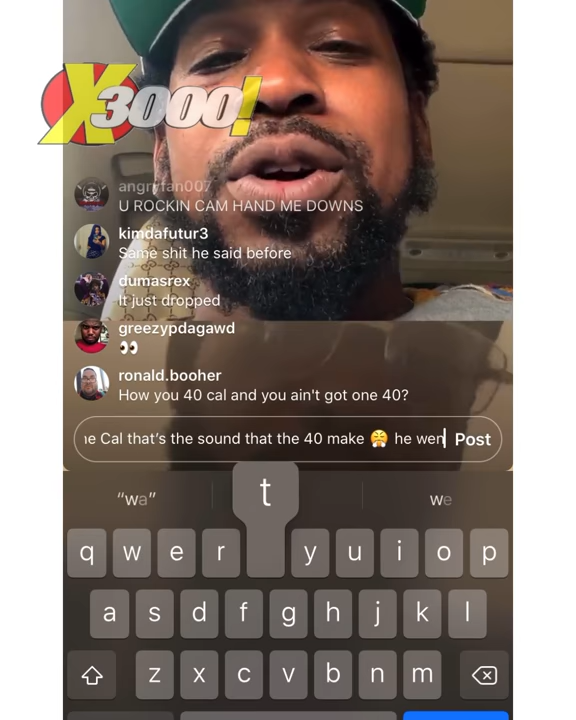 X3000!
angryfan007
U ROCKIN CAM HAND ME DOWNS
kimdafutur3
Same shit he said before
dumasrex
It just dropped
greezypdagawd
👀
ronald.booher
How you 40 cal and you ain't got one 40?
Cal that's the sound that the 40 make 😤 he wen Post
t
"wa" we
q w e r y u i o p
a s d f g h j k l
z x c v b n m